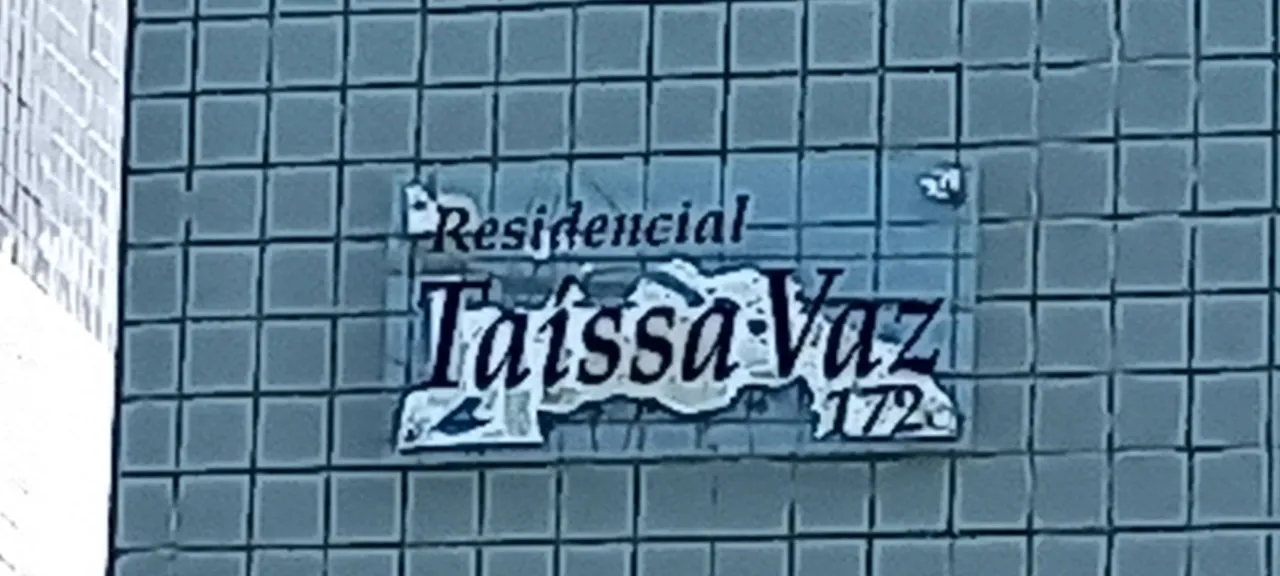 Residencial
Taíssa Vaz
172